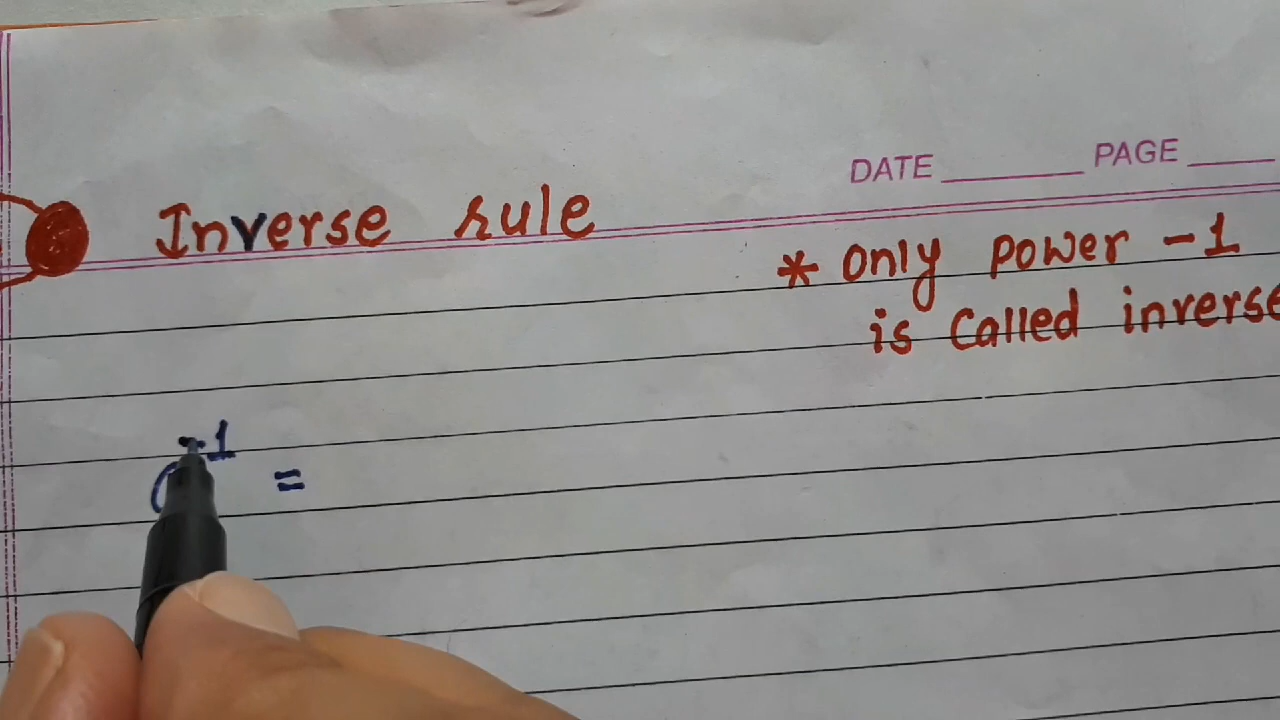 DATE PAGE
Inverse rule
* Only power -1
is Called inverse
-1 =